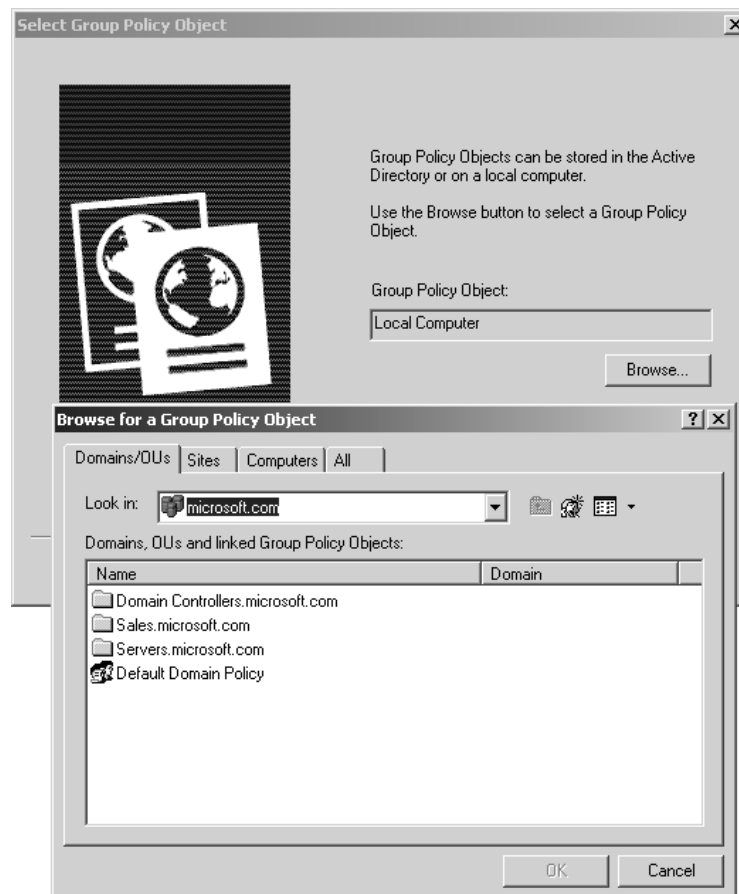 Select Group Policy Object
Group Policy Objects can be stored in the Active
Directory or on a local computer.
Use the Browse button to select a Group Policy
Object.
Group Policy Object:
Local Computer
Browse...
Browse for a Group Policy Object
Domains/OUs Sites Computers All
Look in: microsoft.com
Domains, OUs and linked Group Policy Objects:
Name Domain
Domain Controllers.microsoft.com
Sales.microsoft.com
Servers.microsoft.com
Default Domain Policy
OK Cancel